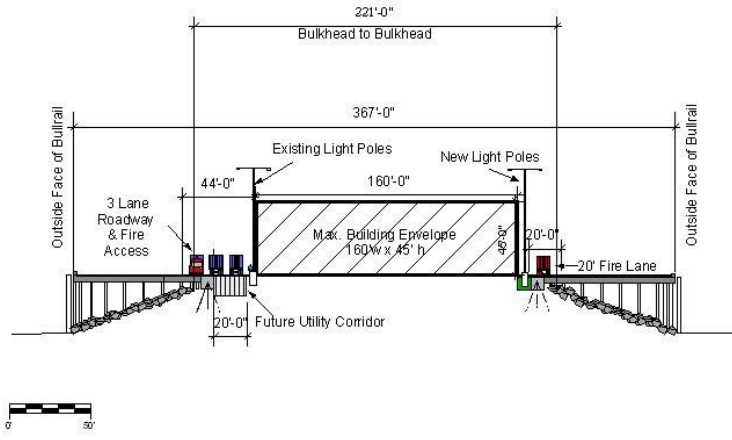 221'-0"
Bulkhead to Bulkhead
367'-0"
Outside Face of Bullrail
Outside Face of Bullrail
Existing Light Poles
New Light Poles
44'-0"
160'-0"
3 Lane
Roadway
& Fire
Access
Max. Building Envelope
160'w x 45' h
45'-0"
20'-0"
20' Fire Lane
20'-0"
Future Utility Corridor
0'
50'